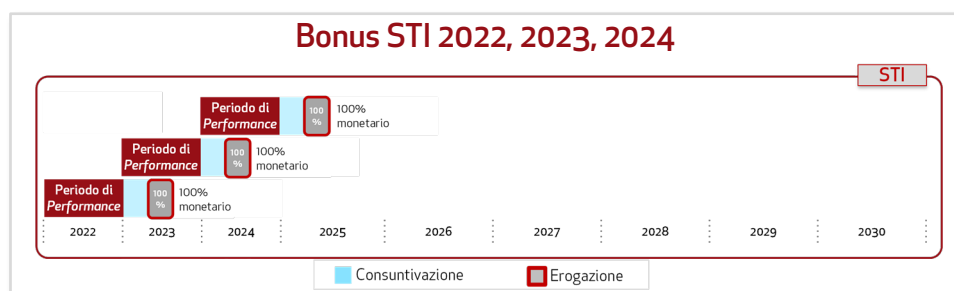 Bonus STI 2022, 2023, 2024
STI
Periodo di
Performance
100
%
100%
monetario
Periodo di
Performance
100
%
100%
monetario
Periodo di
Performance
100
%
100%
monetario
2022 2023 2024 2025 2026 2027 2028 2029 2030
Consuntivazione Erogazione